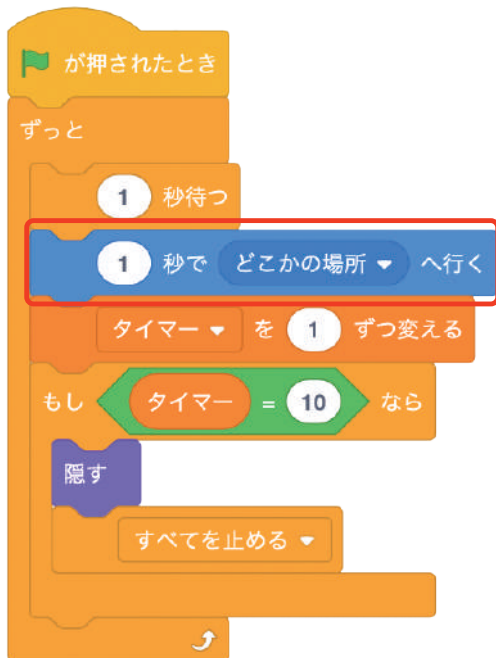 が押されたとき
ずっと
1 秒待つ
1 秒で どこかの場所 へ行く
タイマー を 1 ずつ変える
もし タイマー = 10 なら
隠す
すべてを止める